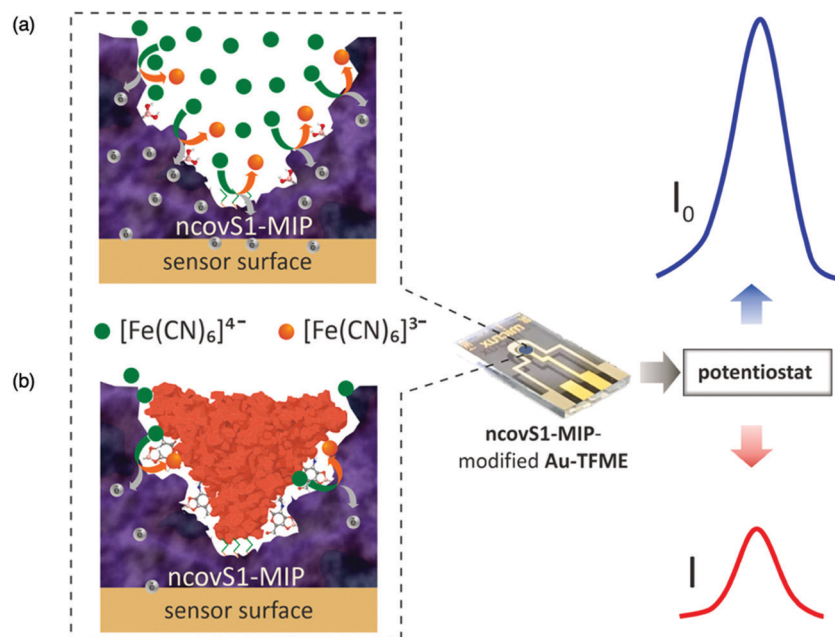 (a)
ncovS1-MIP
sensor surface
[Fe(CN)₆]⁴⁻
[Fe(CN)₆]³⁻
(b)
ncovS1-MIP
sensor surface
ncovS1-MIP-
modified Au-TFME
potentiostat
I₀
I